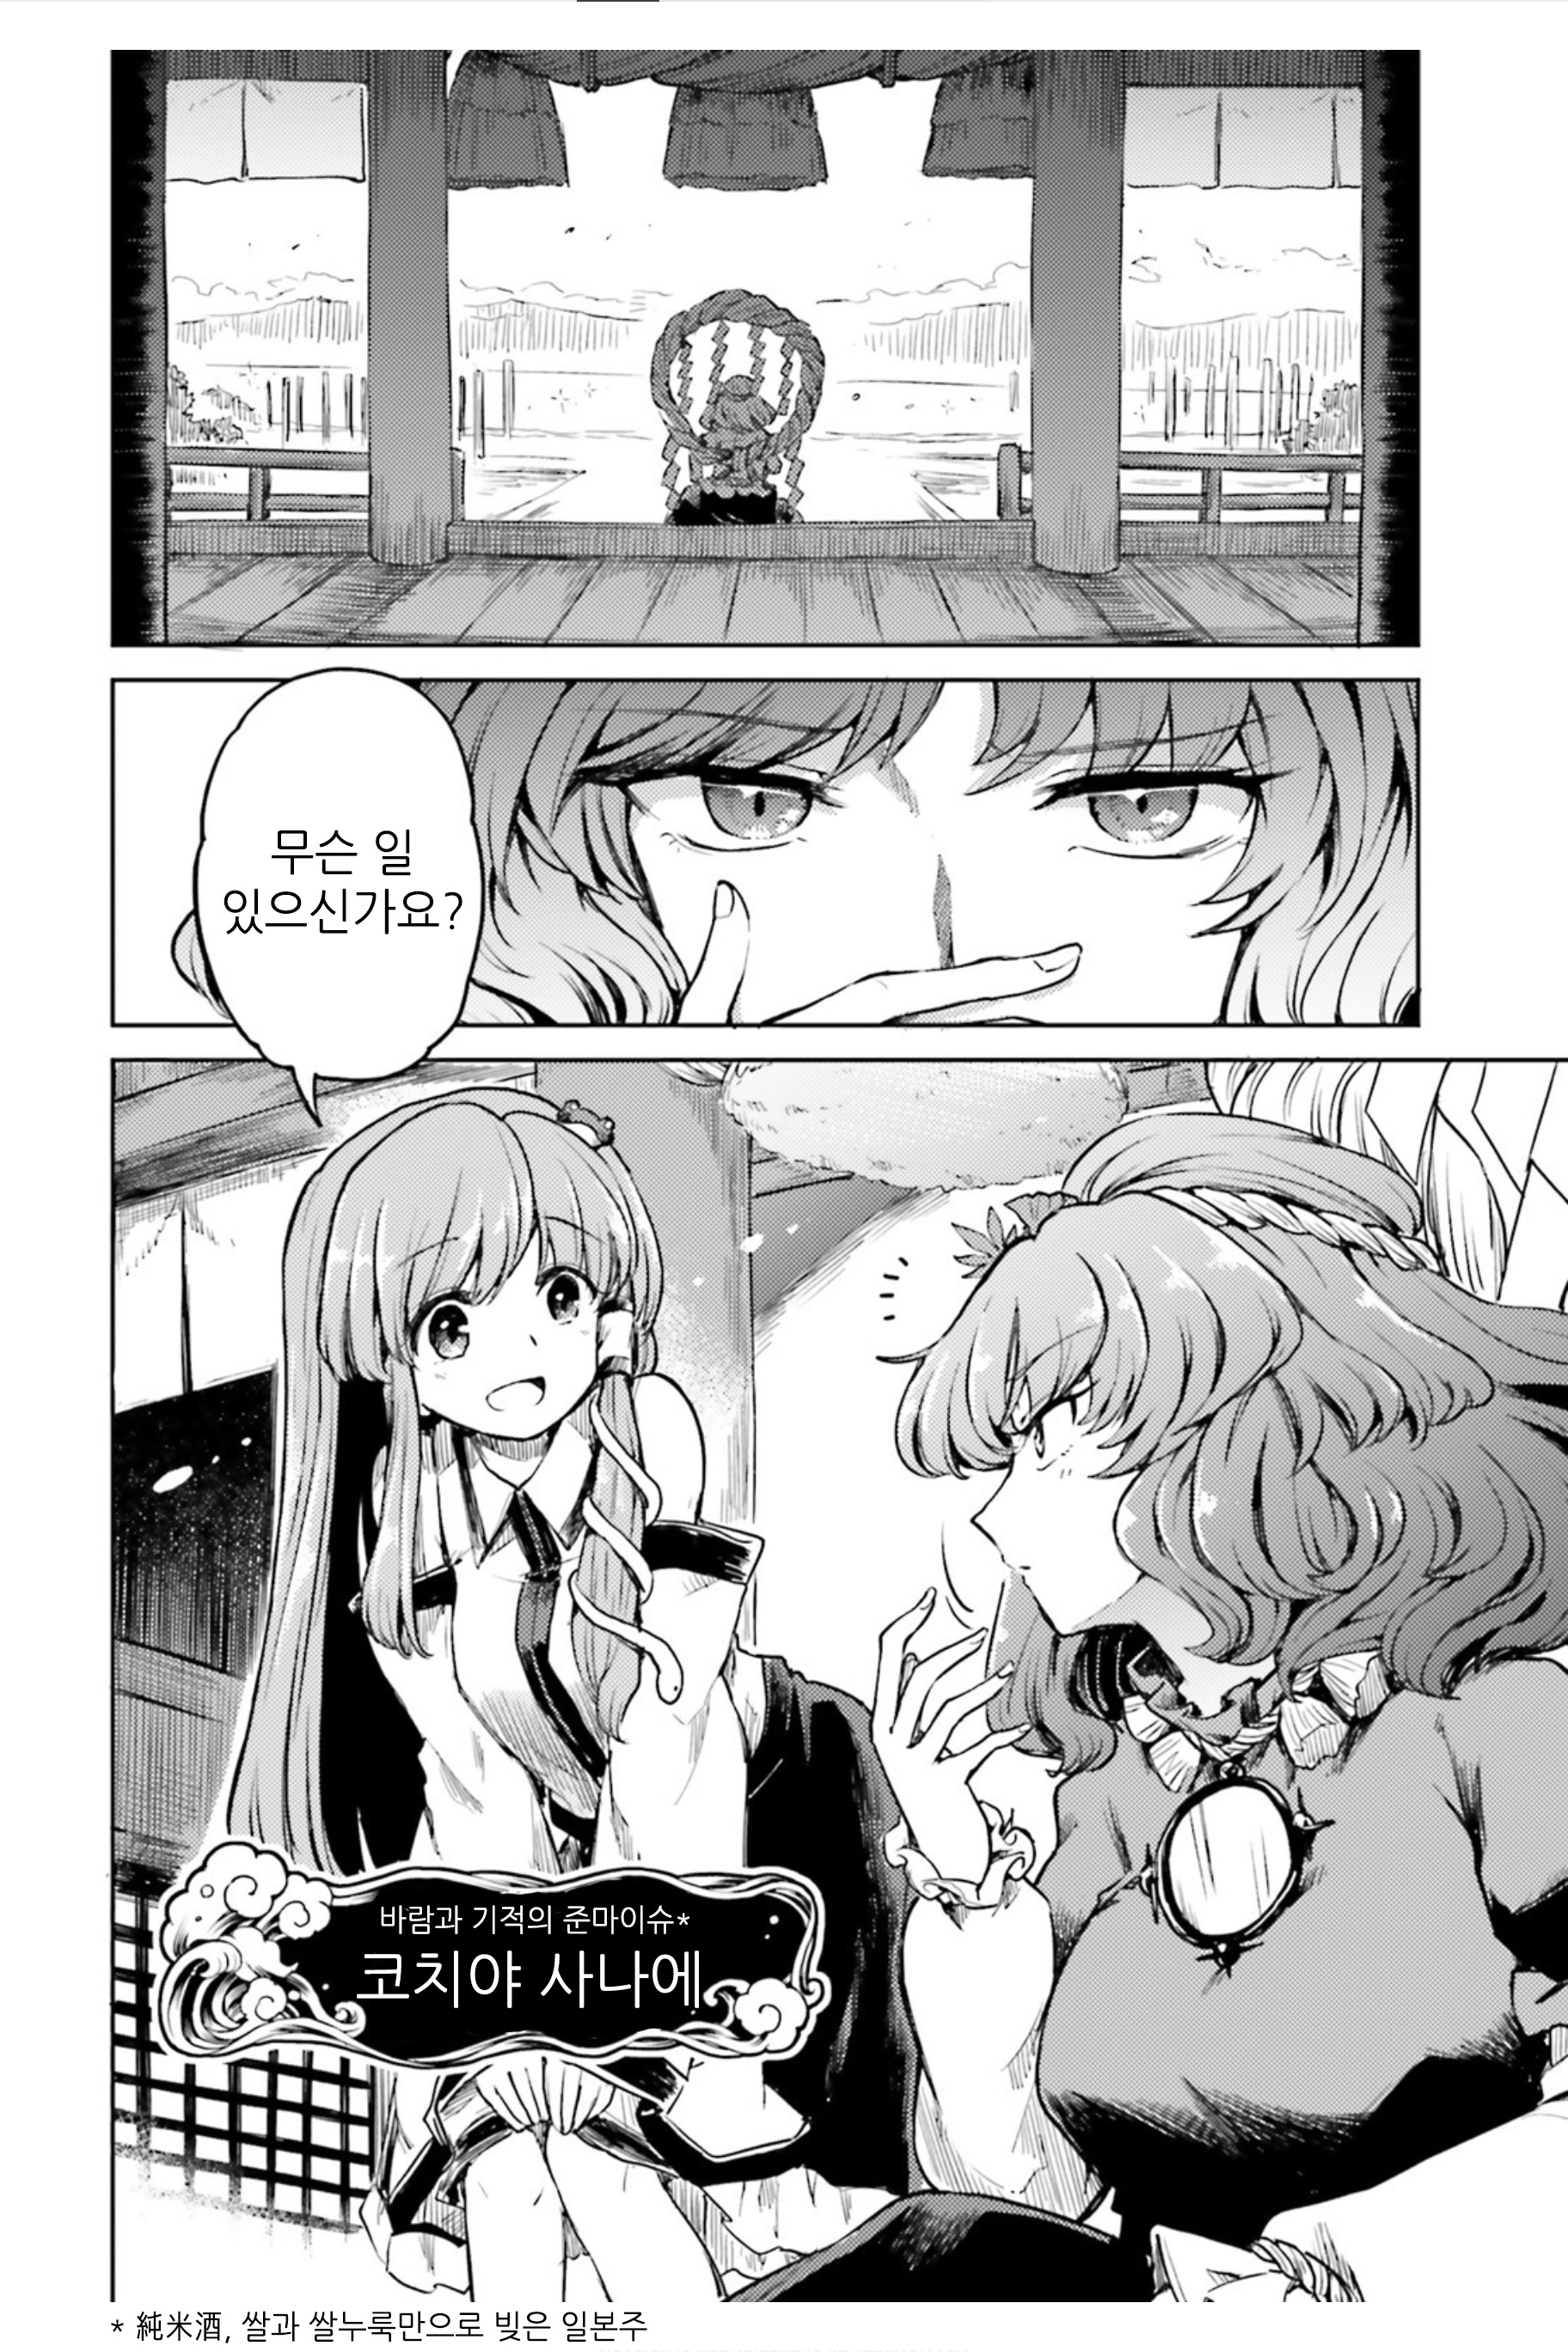 무슨 일
있으신가요?
바람과 기적의 준마이슈*
코치야 사나에
* 純米酒, 쌀과 쌀누룩만으로 빚은 일본주